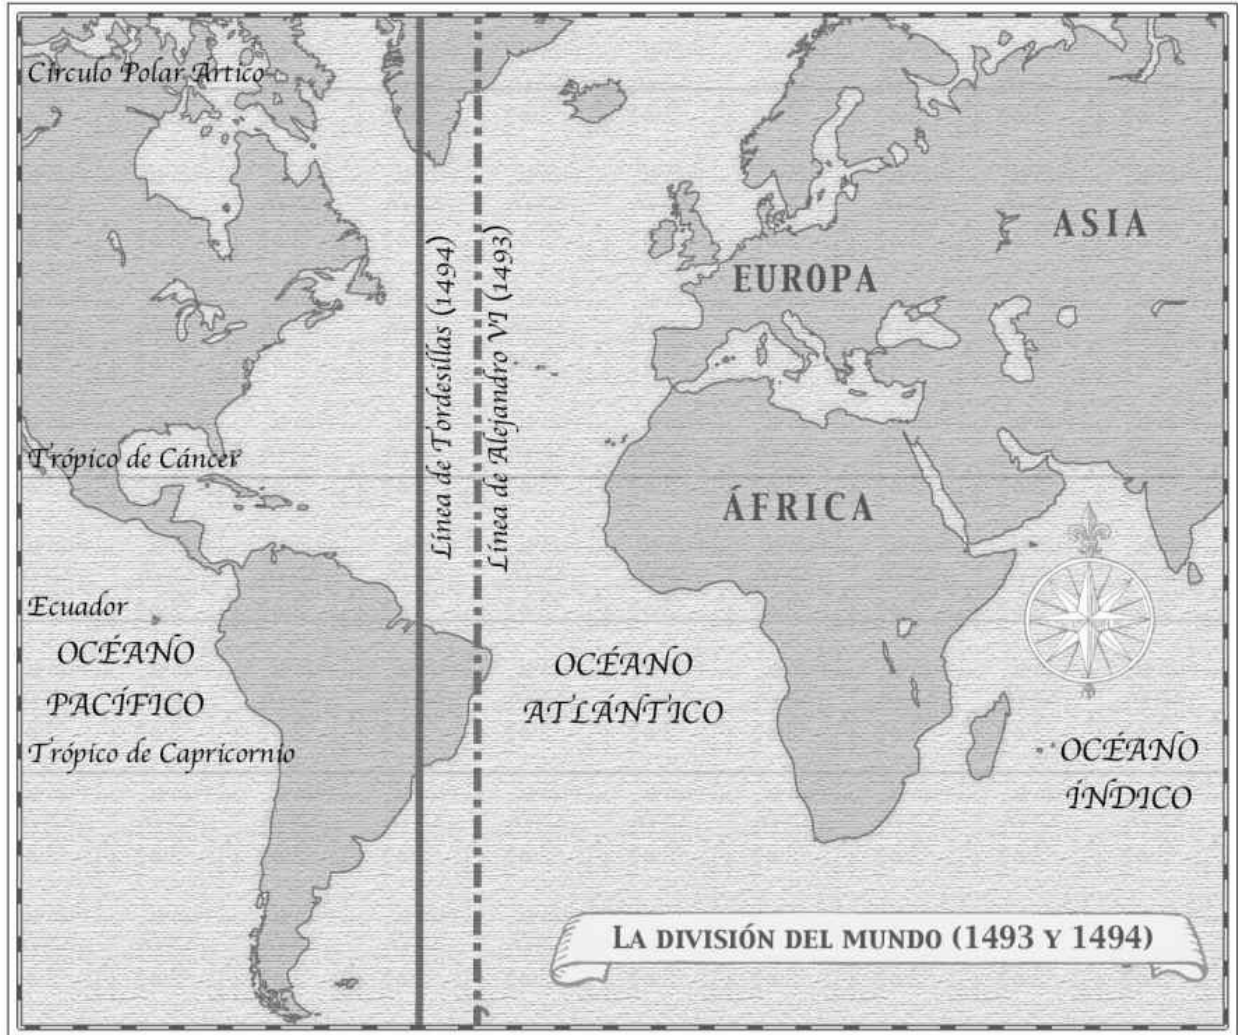 Círculo Polar Ártico
ASIA
EUROPA
Línea de Tordesillas (1494)
Línea de Alejandro VI (1493)
Trópico de Cáncer
ÁFRICA
Ecuador
OCÉANO
PACÍFICO
OCÉANO
ATLÁNTICO
Trópico de Capricornio
OCÉANO
ÍNDICO
LA DIVISIÓN DEL MUNDO (1493 Y 1494)